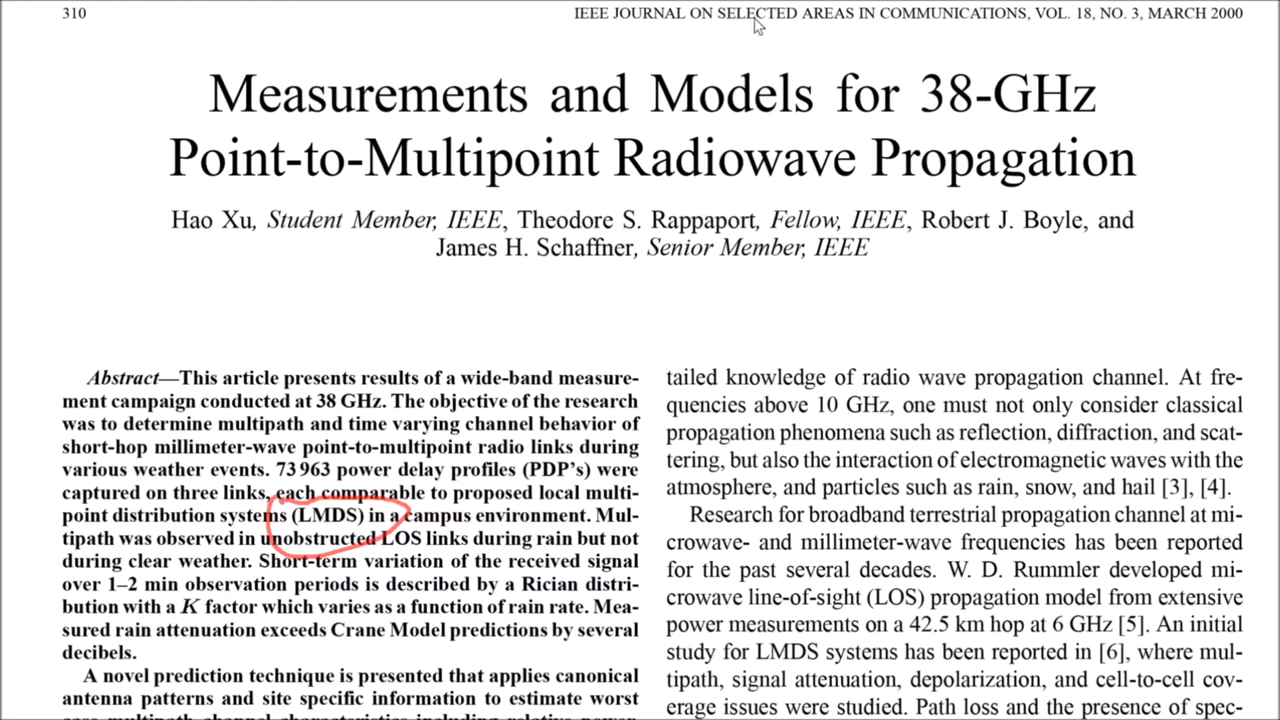 310
IEEE JOURNAL ON SELECTED AREAS IN COMMUNICATIONS, VOL. 18, NO. 3, MARCH 2000
Measurements and Models for 38-GHz
Point-to-Multipoint Radiowave Propagation
Hao Xu, Student Member, IEEE, Theodore S. Rappaport, Fellow, IEEE, Robert J. Boyle, and
James H. Schaffner, Senior Member, IEEE
Abstract—This article presents results of a wide-band measure-
ment campaign conducted at 38 GHz. The objective of the research
was to determine multipath and time varying channel behavior of
short-hop millimeter-wave point-to-multipoint radio links during
various weather events. 73 963 power delay profiles (PDP's) were
captured on three links, each comparable to proposed local multi-
point distribution systems (LMDS) in a campus environment. Mul-
tipath was observed in unobstructed LOS links during rain but not
during clear weather. Short-term variation of the received signal
over 1–2 min observation periods is described by a Rician distri-
bution with a K factor which varies as a function of rain rate. Mea-
sured rain attenuation exceeds Crane Model predictions by several
decibels.
A novel prediction technique is presented that applies canonical
antenna patterns and site specific information to estimate worst
case multipath channel characteristics including relative power,
tailed knowledge of radio wave propagation channel. At fre-
quencies above 10 GHz, one must not only consider classical
propagation phenomena such as reflection, diffraction, and scat-
tering, but also the interaction of electromagnetic waves with the
atmosphere, and particles such as rain, snow, and hail [3], [4].
Research for broadband terrestrial propagation channel at mi-
crowave- and millimeter-wave frequencies has been reported
for the past several decades. W. D. Rummler developed mi-
crowave line-of-sight (LOS) propagation model from extensive
power measurements on a 42.5 km hop at 6 GHz [5]. An initial
study for LMDS systems has been reported in [6], where mul-
tipath, signal attenuation, depolarization, and cell-to-cell cov-
erage issues were studied. Path loss and the presence of spec-